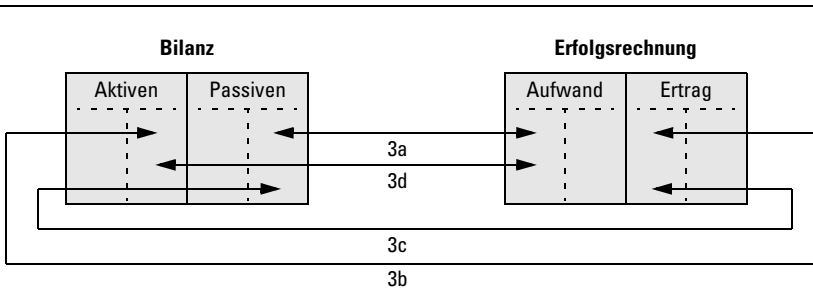 Bilanz Erfolgsrechnung
Aktiven Passiven Aufwand Ertrag
3a
3d
3c
3b